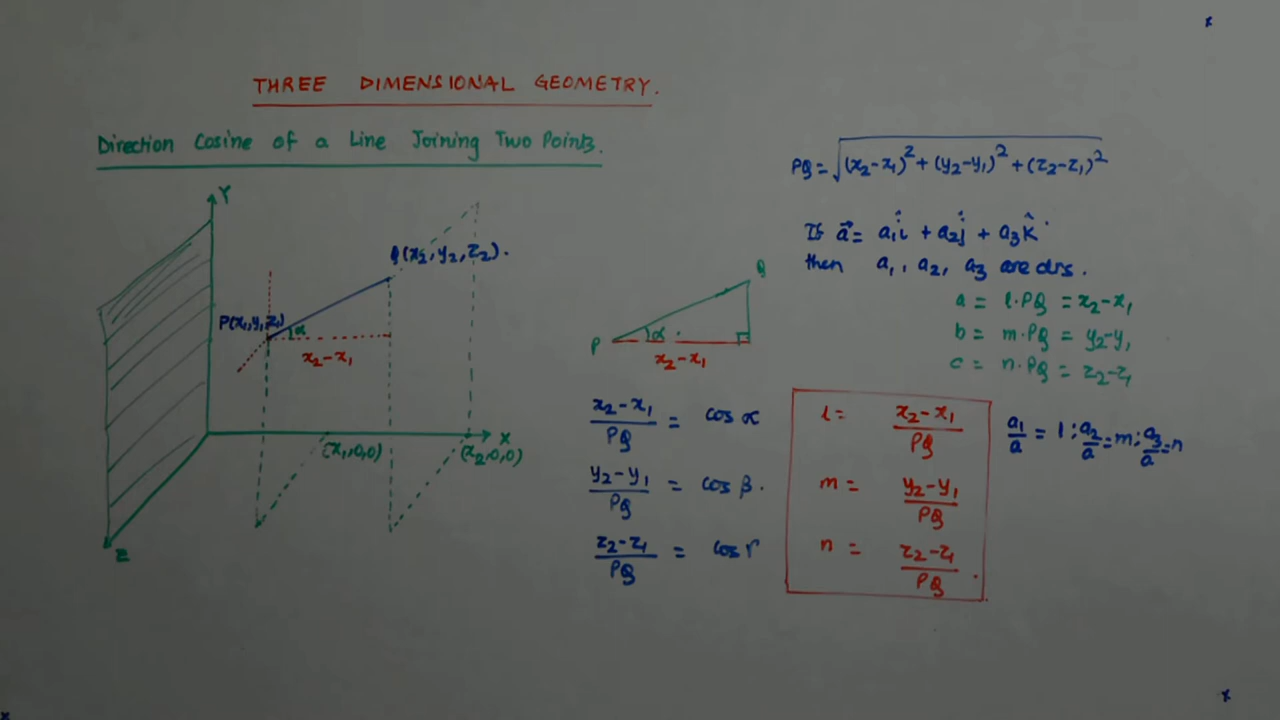 THREE DIMENSIONAL GEOMETRY.
Direction Cosine of a Line Joining Two Points.
Y
Q(x₂, y₂, z₂).
P(x₁, y₁, z₁)
α
x₂-x₁
X
(x₁,0,0)
(x₂,0,0)
Z
Q
P
α
x₂-x₁
(x₂-x₁)/PQ = cos α
(y₂-y₁)/PQ = cos β.
(z₂-z₁)/PQ = cos γ
PQ = √((x₂-x₁)² + (y₂-y₁)² + (z₂-z₁)²)
If a⃗ = a₁î + a₂ĵ + a₃k̂
then a₁, a₂, a₃ are drs.
a = l·PQ = x₂-x₁
b = m·PQ = y₂-y₁
c = n·PQ = z₂-z₁
l = (x₂-x₁)/PQ
m = (y₂-y₁)/PQ
n = (z₂-z₁)/PQ.
a₁/a = l; a₂/a = m; a₃/a = n